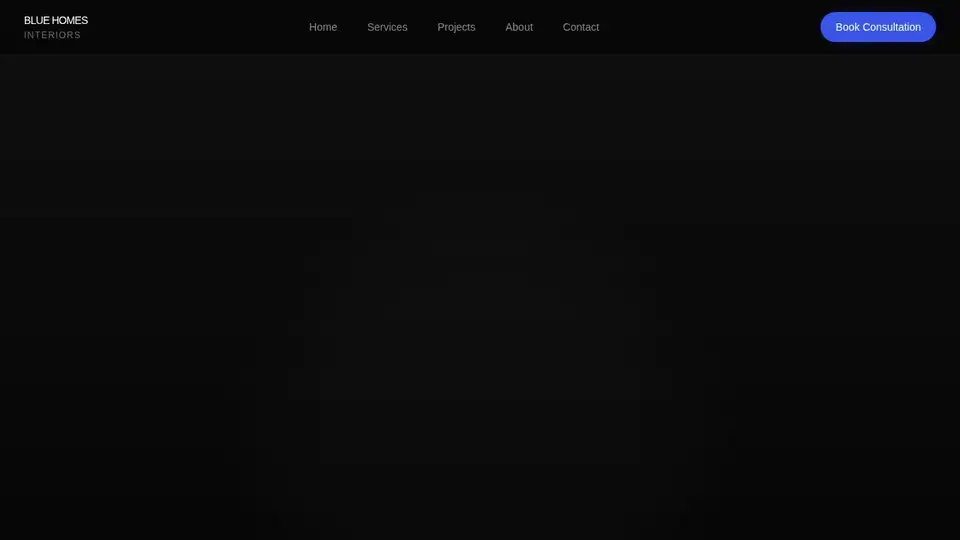 BLUE HOMES
INTERIORS
Home Services Projects About Contact
Book Consultation